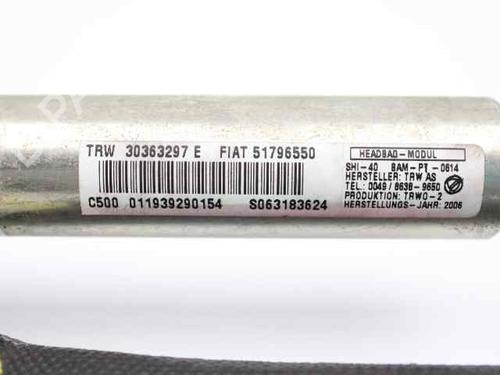 TRW 30363297 E FIAT 51796550
C500 011939290154 S063183624
HEADBAG-MODUL
SHI-40 BAM-PT-0614
HERSTELLER: TRW AS
TEL.: 0049/8638-9650
PRODUKTION: TRWO-2
HERSTELLUNGS-JAHR: 2006